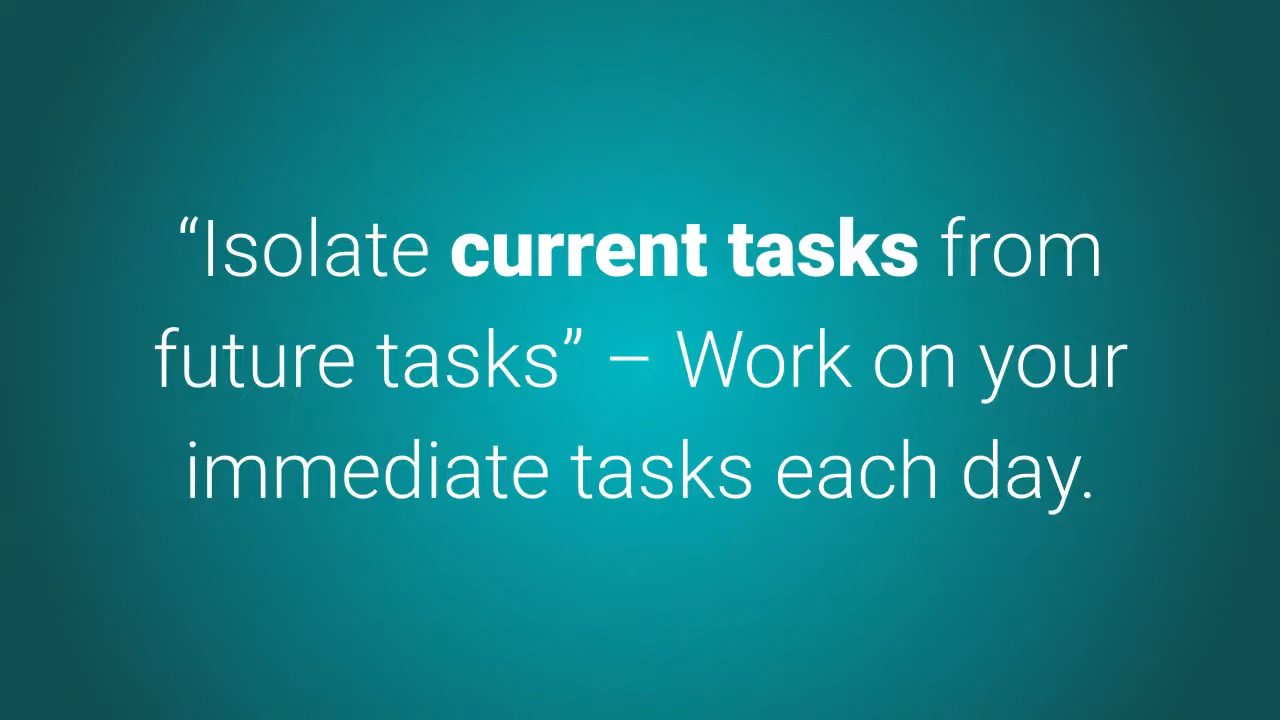 “Isolate current tasks from
future tasks” – Work on your
immediate tasks each day.